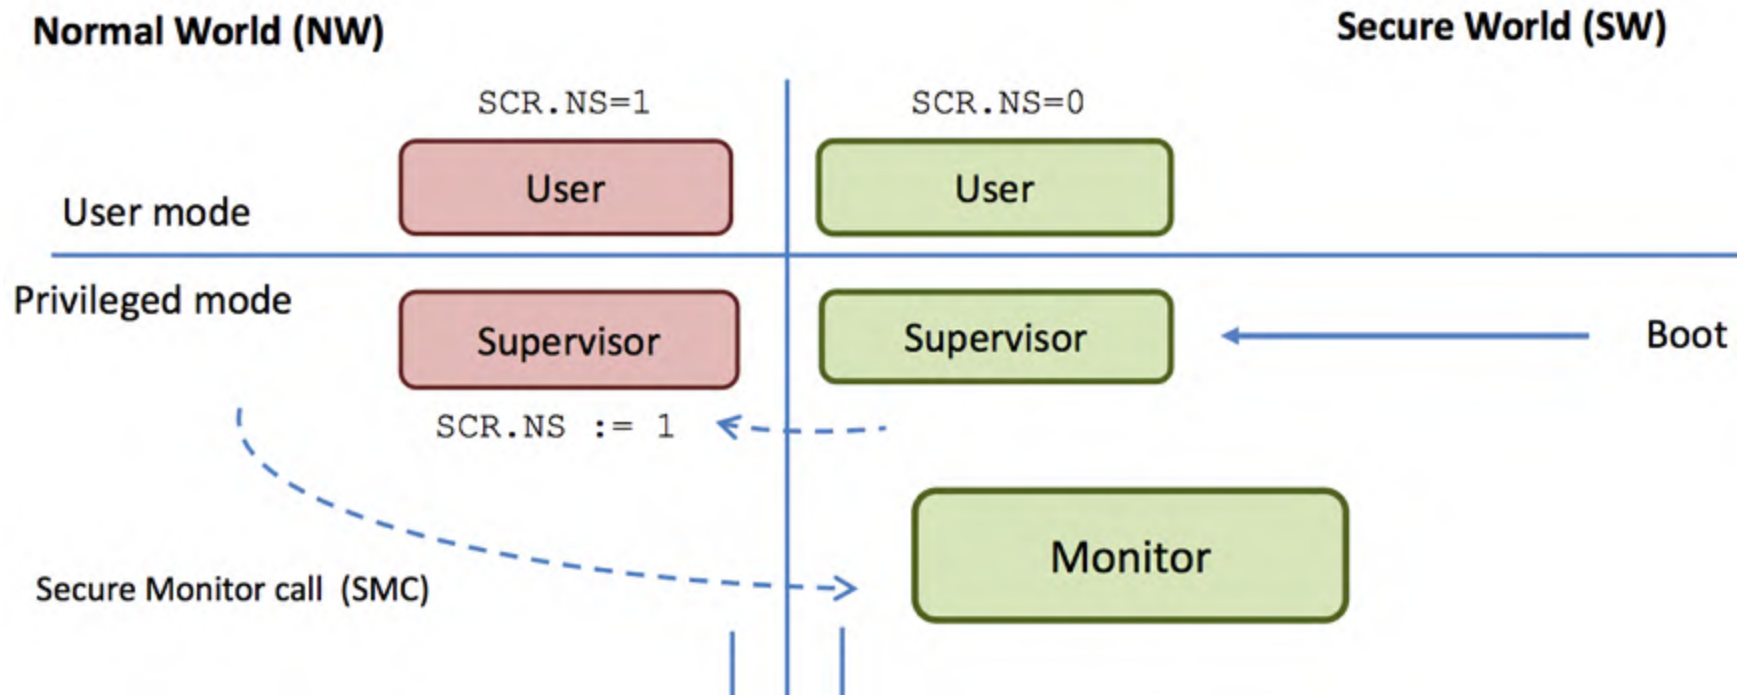 Normal World (NW)
Secure World (SW)
SCR.NS=1
SCR.NS=0
User
User
User mode
Privileged mode
Supervisor
Supervisor
Boot
SCR.NS := 1
Monitor
Secure Monitor call (SMC)